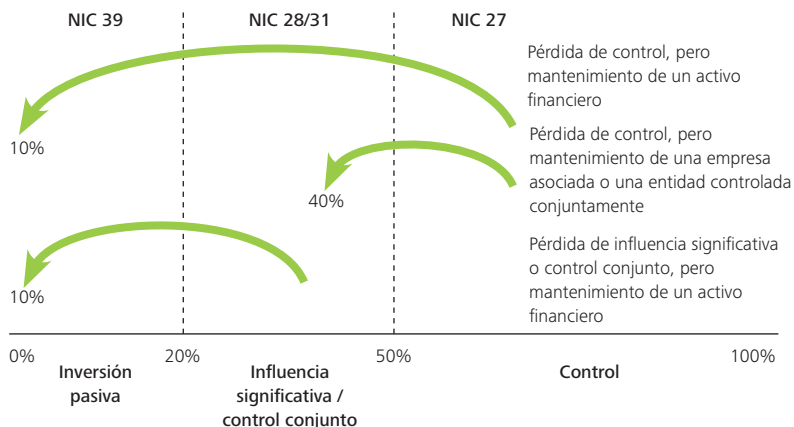 NIC 39
NIC 28/31
NIC 27
Pérdida de control, pero
mantenimiento de un activo
financiero
10%
Pérdida de control, pero
mantenimiento de una empresa
asociada o una entidad controlada
conjuntamente
40%
Pérdida de influencia significativa
o control conjunto, pero
mantenimiento de un activo
financiero
10%
0%
20%
50%
100%
Inversión
pasiva
Influencia
significativa /
control conjunto
Control